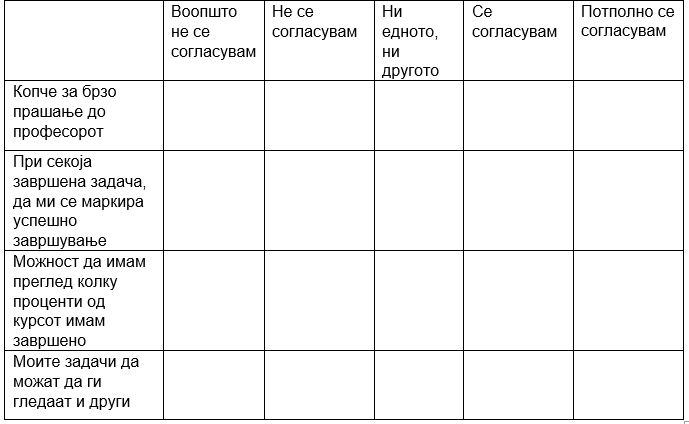 Воопшто
не се
согласувам
Не се
согласувам
Ни
едното,
ни
другото
Се
согласувам
Потполно се
согласувам
Копче за брзо
прашање до
професорот
При секоја
завршена задача,
да ми се маркира
успешно
завршување
Можност да имам
преглед колку
проценти од
курсот имам
завршено
Моите задачи да
можат да ги
гледаат и други